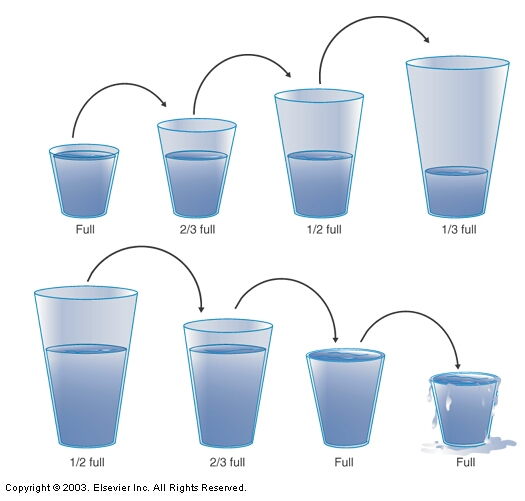 Full
2/3 full
1/2 full
1/3 full
1/2 full
2/3 full
Full
Full
Copyright © 2003. Elsevier Inc. All Rights Reserved.